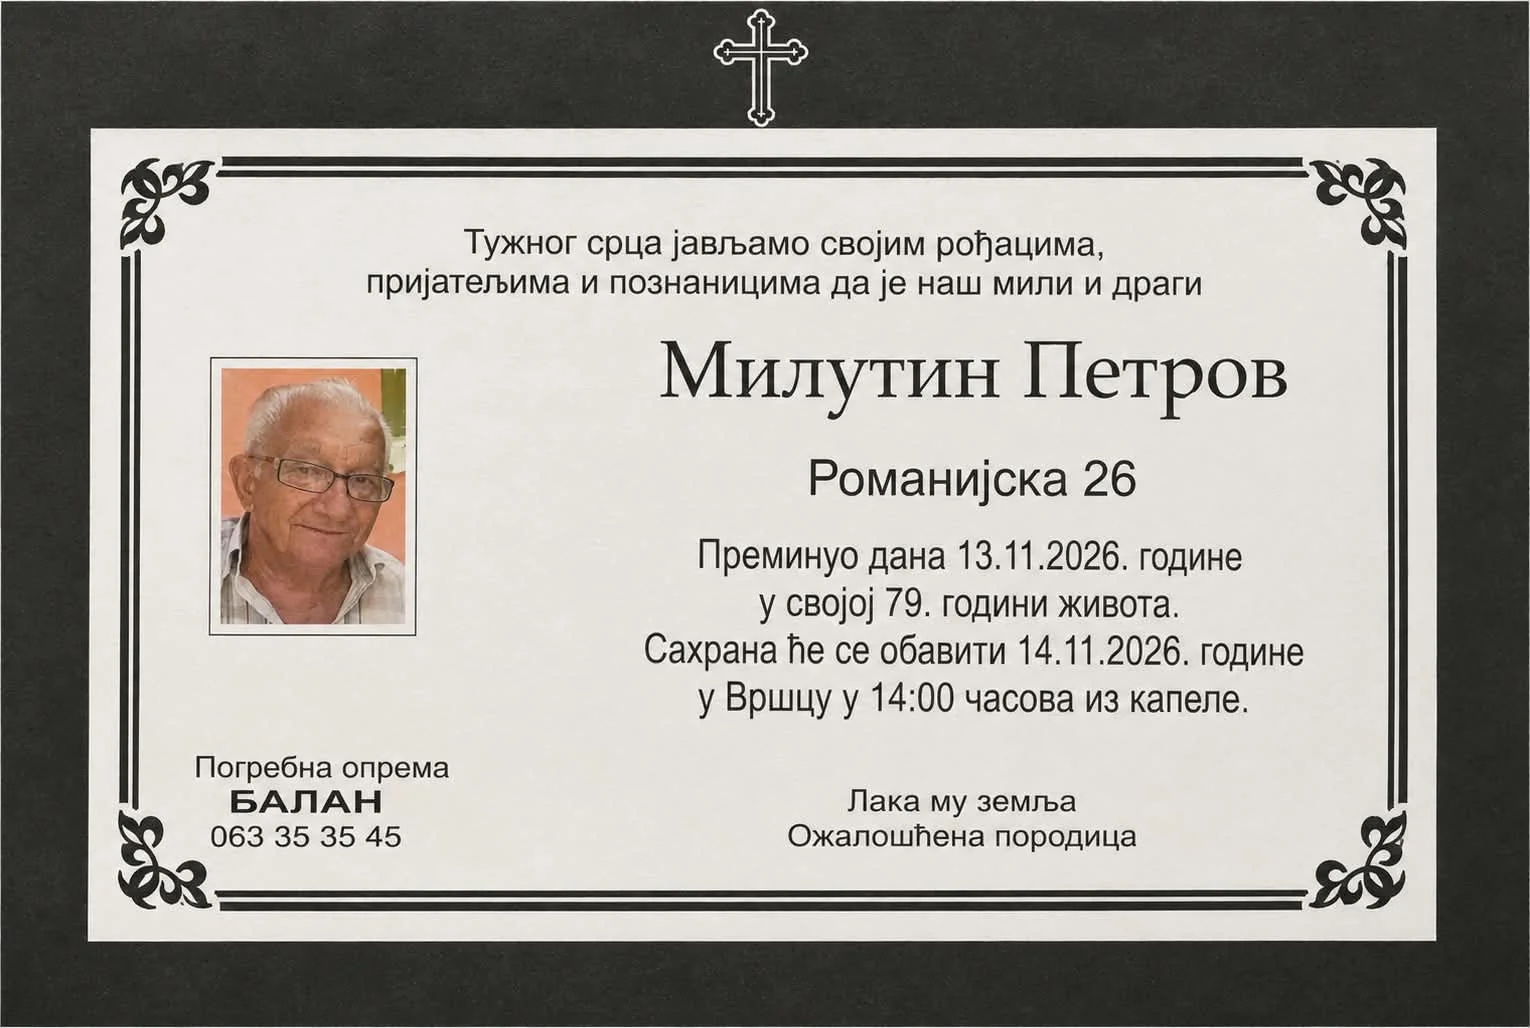 Тужног срца јављамо својим рођацима,
пријатељима и познаницима да је наш мили и драги
Милутин Петров
Романијска 26
Преминуо дана 13.11.2026. године
у својој 79. години живота.
Сахрана ће се обавити 14.11.2026. године
у Вршцу у 14:00 часова из капеле.
Погребна опрема
БАЛАН
063 35 35 45
Лака му земља
Ожалошћена породица